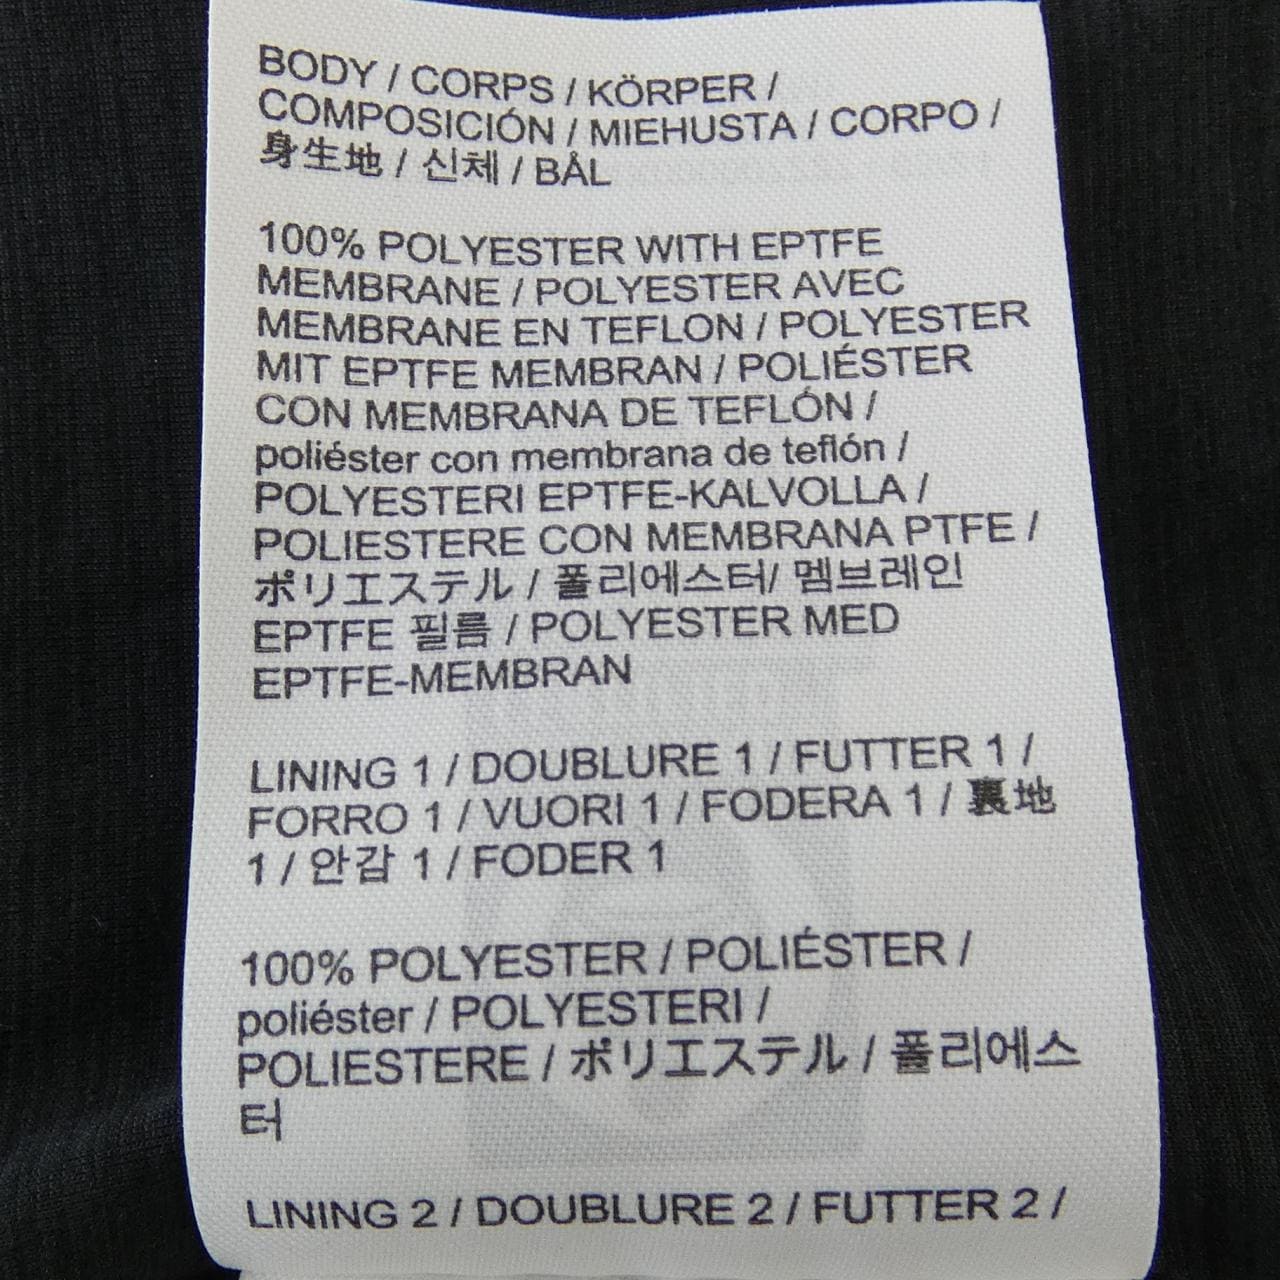 BODY / CORPS / KÖRPER /
COMPOSICIÓN / MIEHUSTA / CORPO /
身生地 / 신체 / BÅL
100% POLYESTER WITH EPTFE
MEMBRANE / POLYESTER AVEC
MEMBRANE EN TEFLON / POLYESTER
MIT EPTFE MEMBRAN / POLIÉSTER
CON MEMBRANA DE TEFLÓN /
poliéster con membrana de teflón /
POLYESTERI EPTFE-KALVOLLA /
POLIESTERE CON MEMBRANA PTFE /
ポリエステル / 폴리에스터/ 멤브레인
EPTFE 필름 / POLYESTER MED
EPTFE-MEMBRAN
LINING 1 / DOUBLURE 1 / FUTTER 1 /
FORRO 1 / VUORI 1 / FODERA 1 / 裏地
1 / 안감 1 / FODER 1
100% POLYESTER / POLIÉSTER /
poliéster / POLYESTERI /
POLIESTERE / ポリエステル / 폴리에스
터
LINING 2 / DOUBLURE 2 / FUTTER 2 /